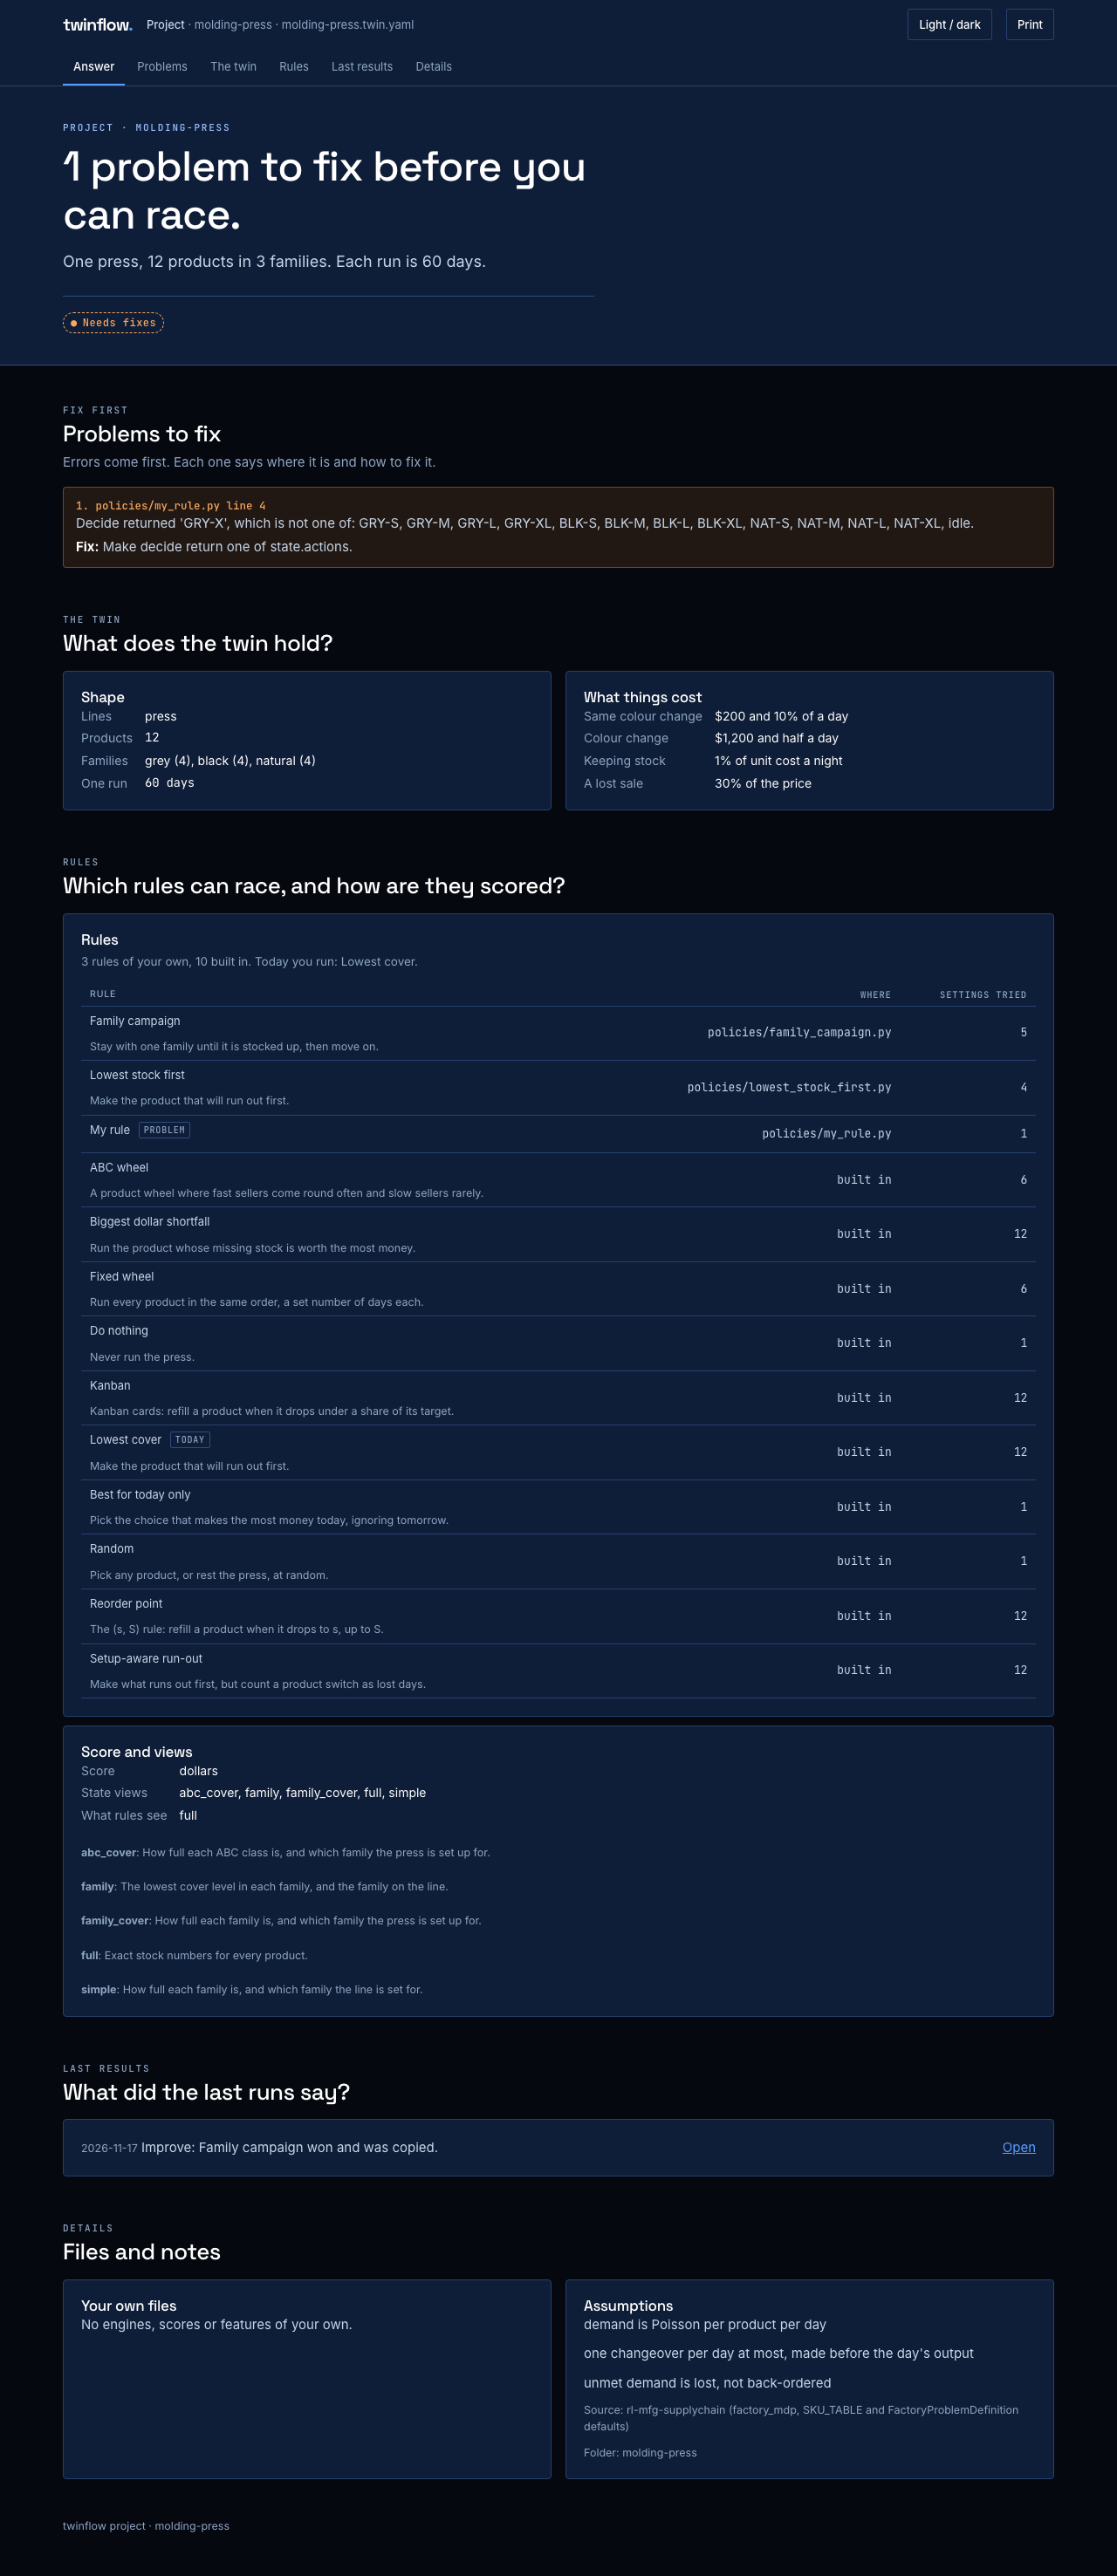 twinflow. Project · molding-press · molding-press.twin.yaml Light / dark Print
Answer Problems The twin Rules Last results Details
PROJECT · MOLDING-PRESS
1 problem to fix before you
can race.
One press, 12 products in 3 families. Each run is 60 days.
Needs fixes
FIX FIRST
Problems to fix
Errors come first. Each one says where it is and how to fix it.
1. policies/my_rule.py line 4
Decide returned 'GRY-X', which is not one of: GRY-S, GRY-M, GRY-L, GRY-XL, BLK-S, BLK-M, BLK-L, BLK-XL, NAT-S, NAT-M, NAT-L, NAT-XL, idle.
Fix: Make decide return one of state.actions.
THE TWIN
What does the twin hold?
Shape
Lines press
Products 12
Families grey (4), black (4), natural (4)
One run 60 days
What things cost
Same colour change $200 and 10% of a day
Colour change $1,200 and half a day
Keeping stock 1% of unit cost a night
A lost sale 30% of the price
RULES
Which rules can race, and how are they scored?
Rules
3 rules of your own, 10 built in. Today you run: Lowest cover.
RULE WHERE SETTINGS TRIED
Family campaign policies/family_campaign.py 5
Stay with one family until it is stocked up, then move on.
Lowest stock first policies/lowest_stock_first.py 4
Make the product that will run out first.
My rule PROBLEM policies/my_rule.py 1
ABC wheel built in 6
A product wheel where fast sellers come round often and slow sellers rarely.
Biggest dollar shortfall built in 12
Run the product whose missing stock is worth the most money.
Fixed wheel built in 6
Run every product in the same order, a set number of days each.
Do nothing built in 1
Never run the press.
Kanban built in 12
Kanban cards: refill a product when it drops under a share of its target.
Lowest cover TODAY built in 12
Make the product that will run out first.
Best for today only built in 1
Pick the choice that makes the most money today, ignoring tomorrow.
Random built in 1
Pick any product, or rest the press, at random.
Reorder point built in 12
The (s, S) rule: refill a product when it drops to s, up to S.
Setup-aware run-out built in 12
Make what runs out first, but count a product switch as lost days.
Score and views
Score dollars
State views abc_cover, family, family_cover, full, simple
What rules see full
abc_cover: How full each ABC class is, and which family the press is set up for.
family: The lowest cover level in each family, and the family on the line.
family_cover: How full each family is, and which family the press is set up for.
full: Exact stock numbers for every product.
simple: How full each family is, and which family the line is set for.
LAST RESULTS
What did the last runs say?
2026-11-17 Improve: Family campaign won and was copied. Open
DETAILS
Files and notes
Your own files
No engines, scores or features of your own.
Assumptions
demand is Poisson per product per day
one changeover per day at most, made before the day's output
unmet demand is lost, not back-ordered
Source: rl-mfg-supplychain (factory_mdp, SKU_TABLE and FactoryProblemDefinition
defaults)
Folder: molding-press
twinflow project · molding-press